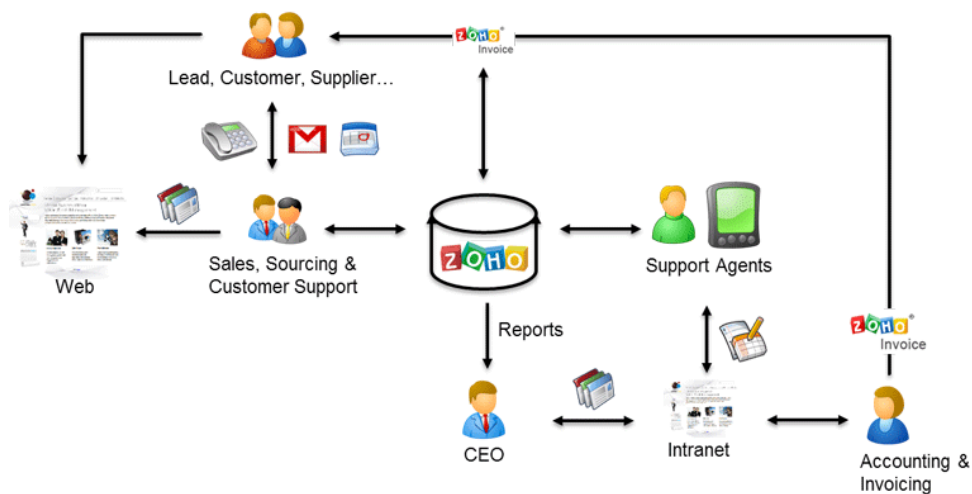 ZOHO®
Invoice
Lead, Customer, Supplier…
ZOHO
Web
Sales, Sourcing &
Customer Support
Support Agents
Reports
ZOHO®
Invoice
CEO
Intranet
Accounting &
Invoicing